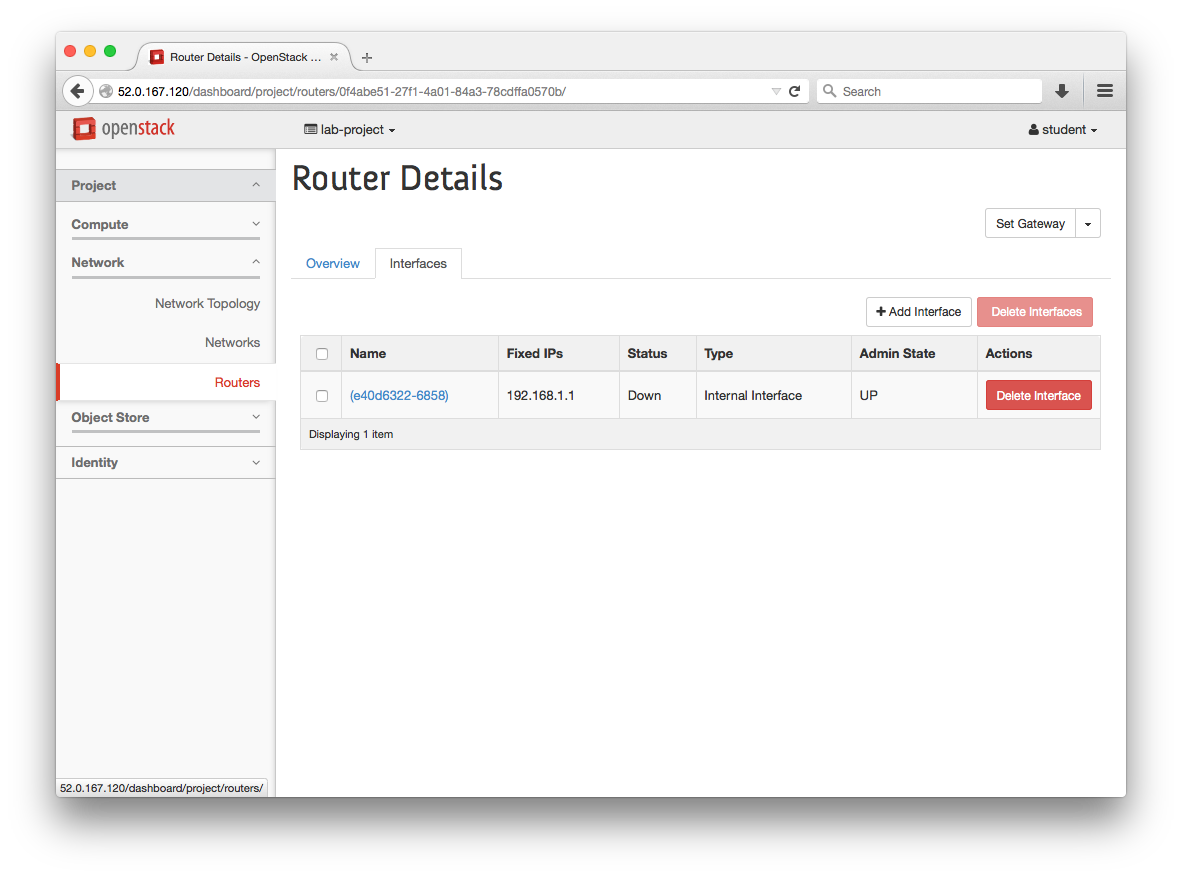 Router Details - OpenStack ...
52.0.167.120/dashboard/project/routers/0f4abe51-27f1-4a01-84a3-78cdffa0570b/
Search
openstack
lab-project
student
Project
Compute
Network
Network Topology
Networks
Routers
Object Store
Identity
Router Details
Set Gateway
Overview Interfaces
+ Add Interface Delete Interfaces
Name Fixed IPs Status Type Admin State Actions
(e40d6322-6858) 192.168.1.1 Down Internal Interface UP Delete Interface
Displaying 1 item
52.0.167.120/dashboard/project/routers/